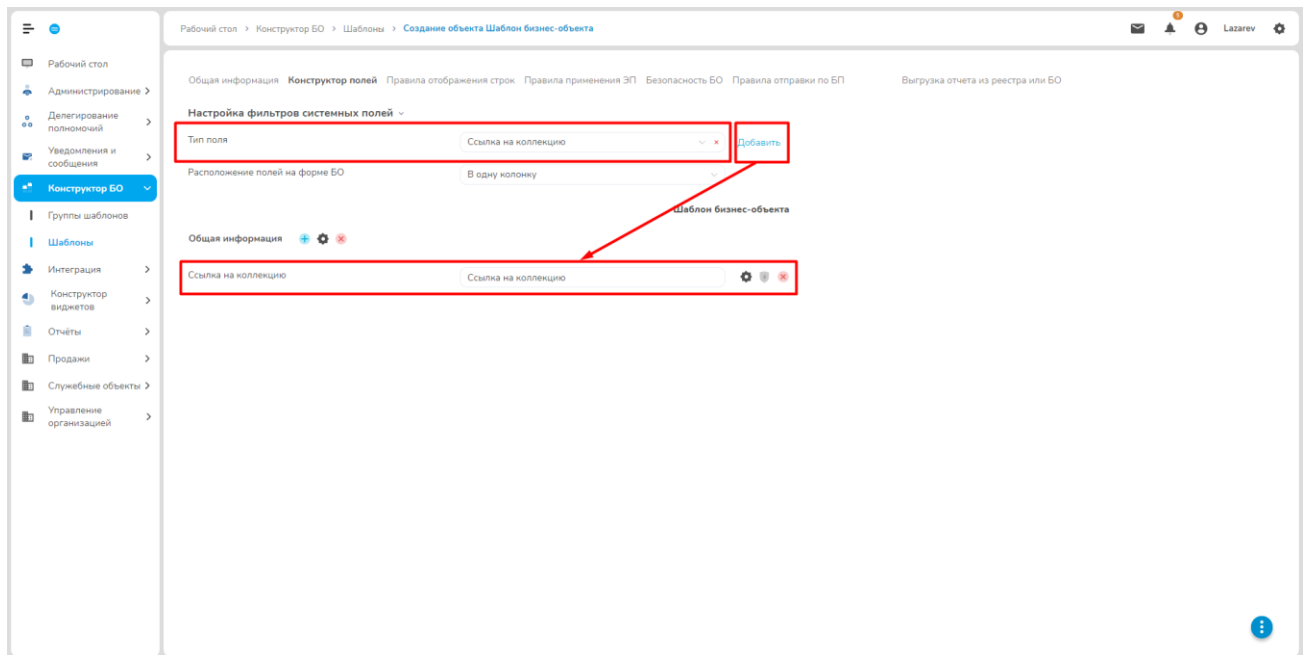 Рабочий стол > Конструктор БО > Шаблоны > Создание объекта Шаблон бизнес-объекта
Lazarev
Рабочий стол
Администрирование
Делегирование
полномочий
Уведомления и
сообщения
Конструктор БО
Группы шаблонов
Шаблоны
Интеграция
Конструктор
виджетов
Отчёты
Продажи
Служебные объекты
Управление
организацией
Общая информация Конструктор полей Правила отображения строк Правила применения ЭП Безопасность БО Правила отправки по БП Выгрузка отчета из реестра или БО
Настройка фильтров системных полей
Тип поля Ссылка на коллекцию Добавить
Расположение полей на форме БО В одну колонку
Шаблон бизнес-объекта
Общая информация
Ссылка на коллекцию Ссылка на коллекцию